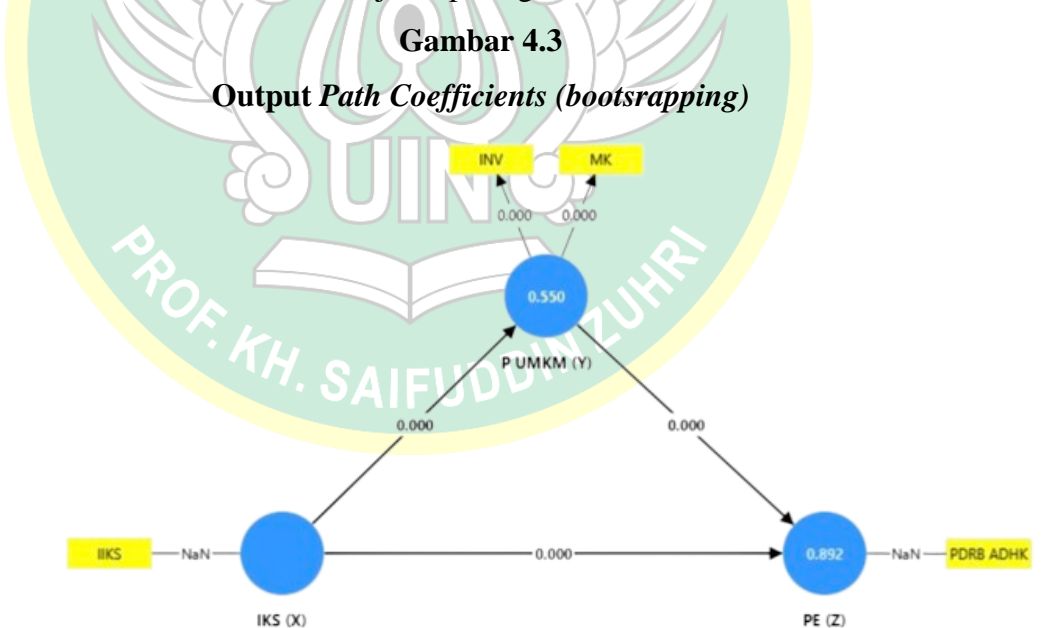 Gambar 4.3
Output Path Coefficients (bootsrapping)
UIN
PROF. KH. SAIFUDDIN ZUHRI
INV
MK
0.000
0.000
0.550
P UMKM (Y)
0.000
0.000
IIKS
NaN
0.000
0.892
NaN
PDRB ADHK
IKS (X)
PE (Z)